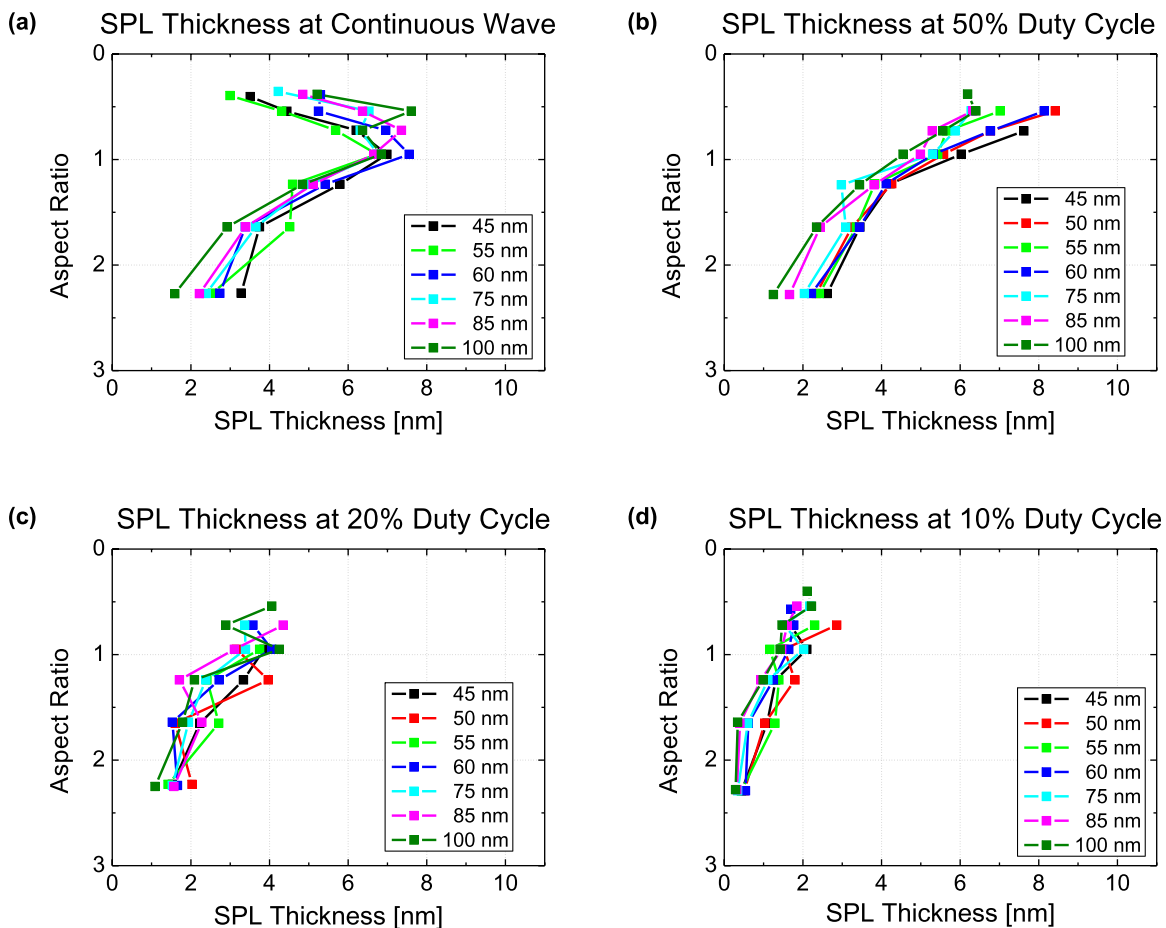 (a) SPL Thickness at Continuous Wave
0
1
2
3
Aspect Ratio
45 nm
55 nm
60 nm
75 nm
85 nm
100 nm
0 2 4 6 8 10
SPL Thickness [nm]
(b) SPL Thickness at 50% Duty Cycle
0
1
2
3
Aspect Ratio
45 nm
50 nm
55 nm
60 nm
75 nm
85 nm
100 nm
0 2 4 6 8 10
SPL Thickness [nm]
(c) SPL Thickness at 20% Duty Cycle
0
1
2
3
Aspect Ratio
45 nm
50 nm
55 nm
60 nm
75 nm
85 nm
100 nm
0 2 4 6 8 10
SPL Thickness [nm]
(d) SPL Thickness at 10% Duty Cycle
0
1
2
3
Aspect Ratio
45 nm
50 nm
55 nm
60 nm
75 nm
85 nm
100 nm
0 2 4 6 8 10
SPL Thickness [nm]